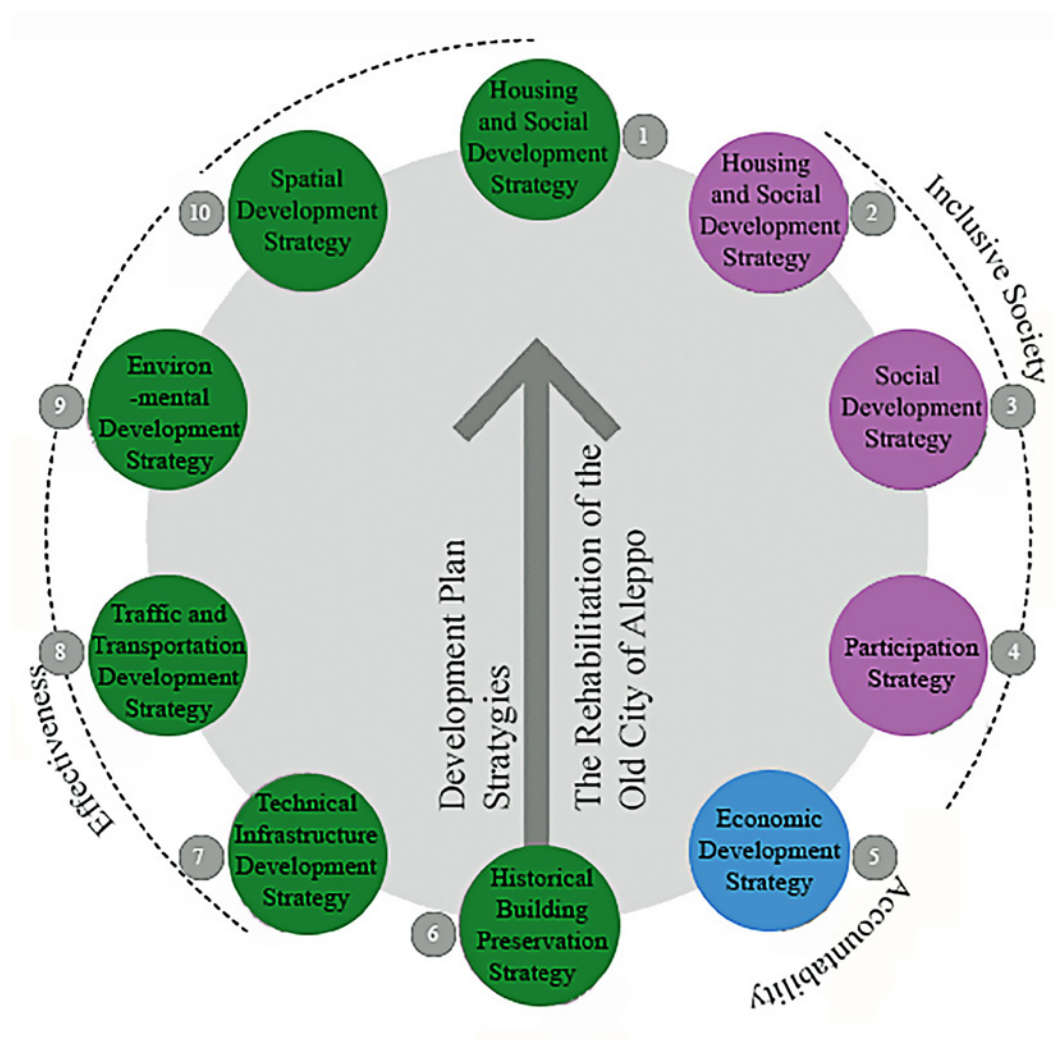 Housing
and Social
Development
Strategy
1
Housing
and Social
Development
Strategy
2
Inclusive Society
Social
Development
Strategy
3
Participation
Strategy
4
Economic
Development
Strategy
5
Accountability
Historical
Building
Preservation
Strategy
6
Technical
Infrastructure
Development
Strategy
7
Effectiveness
Traffic and
Transportation
Development
Strategy
8
Environ
-mental
Development
Strategy
9
Spatial
Development
Strategy
10
Development Plan
Stratygies
The Rehabilitation of the
Old City of Aleppo